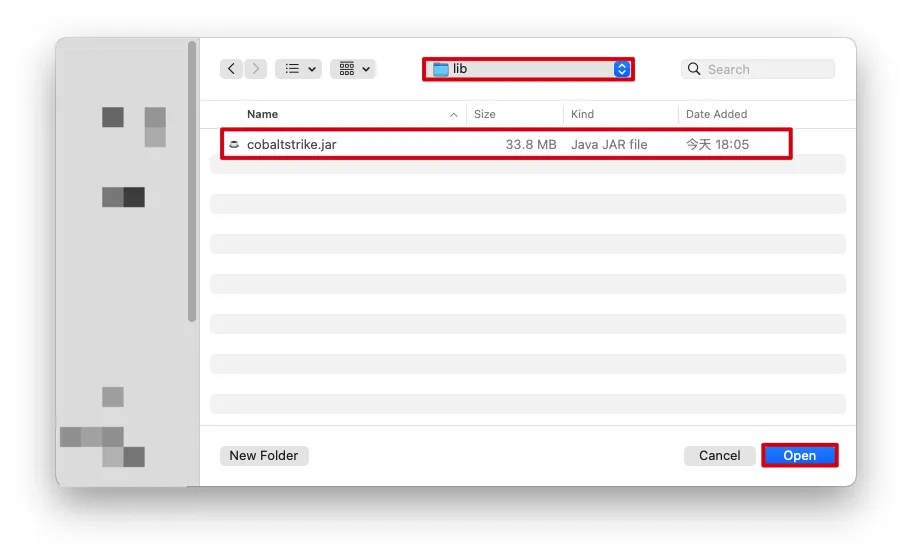 lib
Search
Name Size Kind Date Added
cobaltstrike.jar 33.8 MB Java JAR file 今天 18:05
New Folder Cancel Open